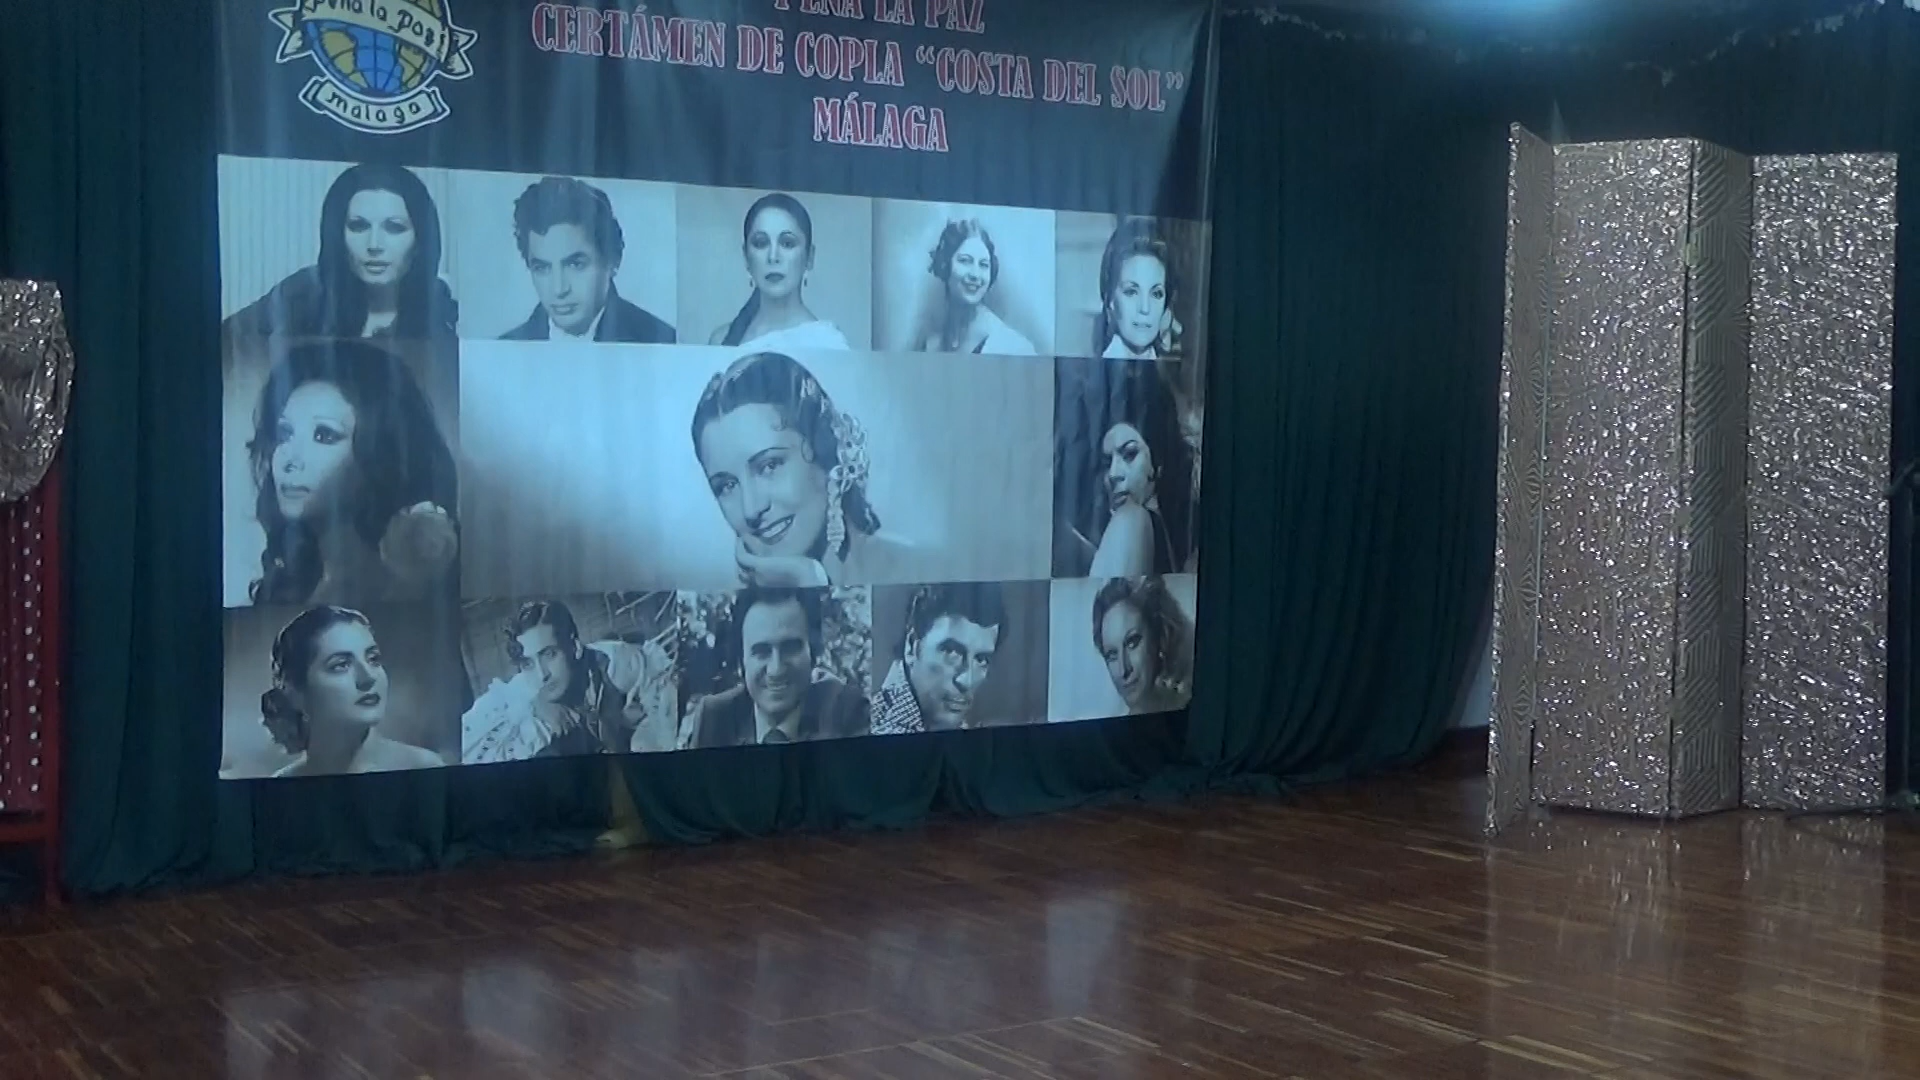 Peña la Paz
málaga
PEÑA LA PAZ
CERTÁMEN DE COPLA “COSTA DEL SOL”
MÁLAGA